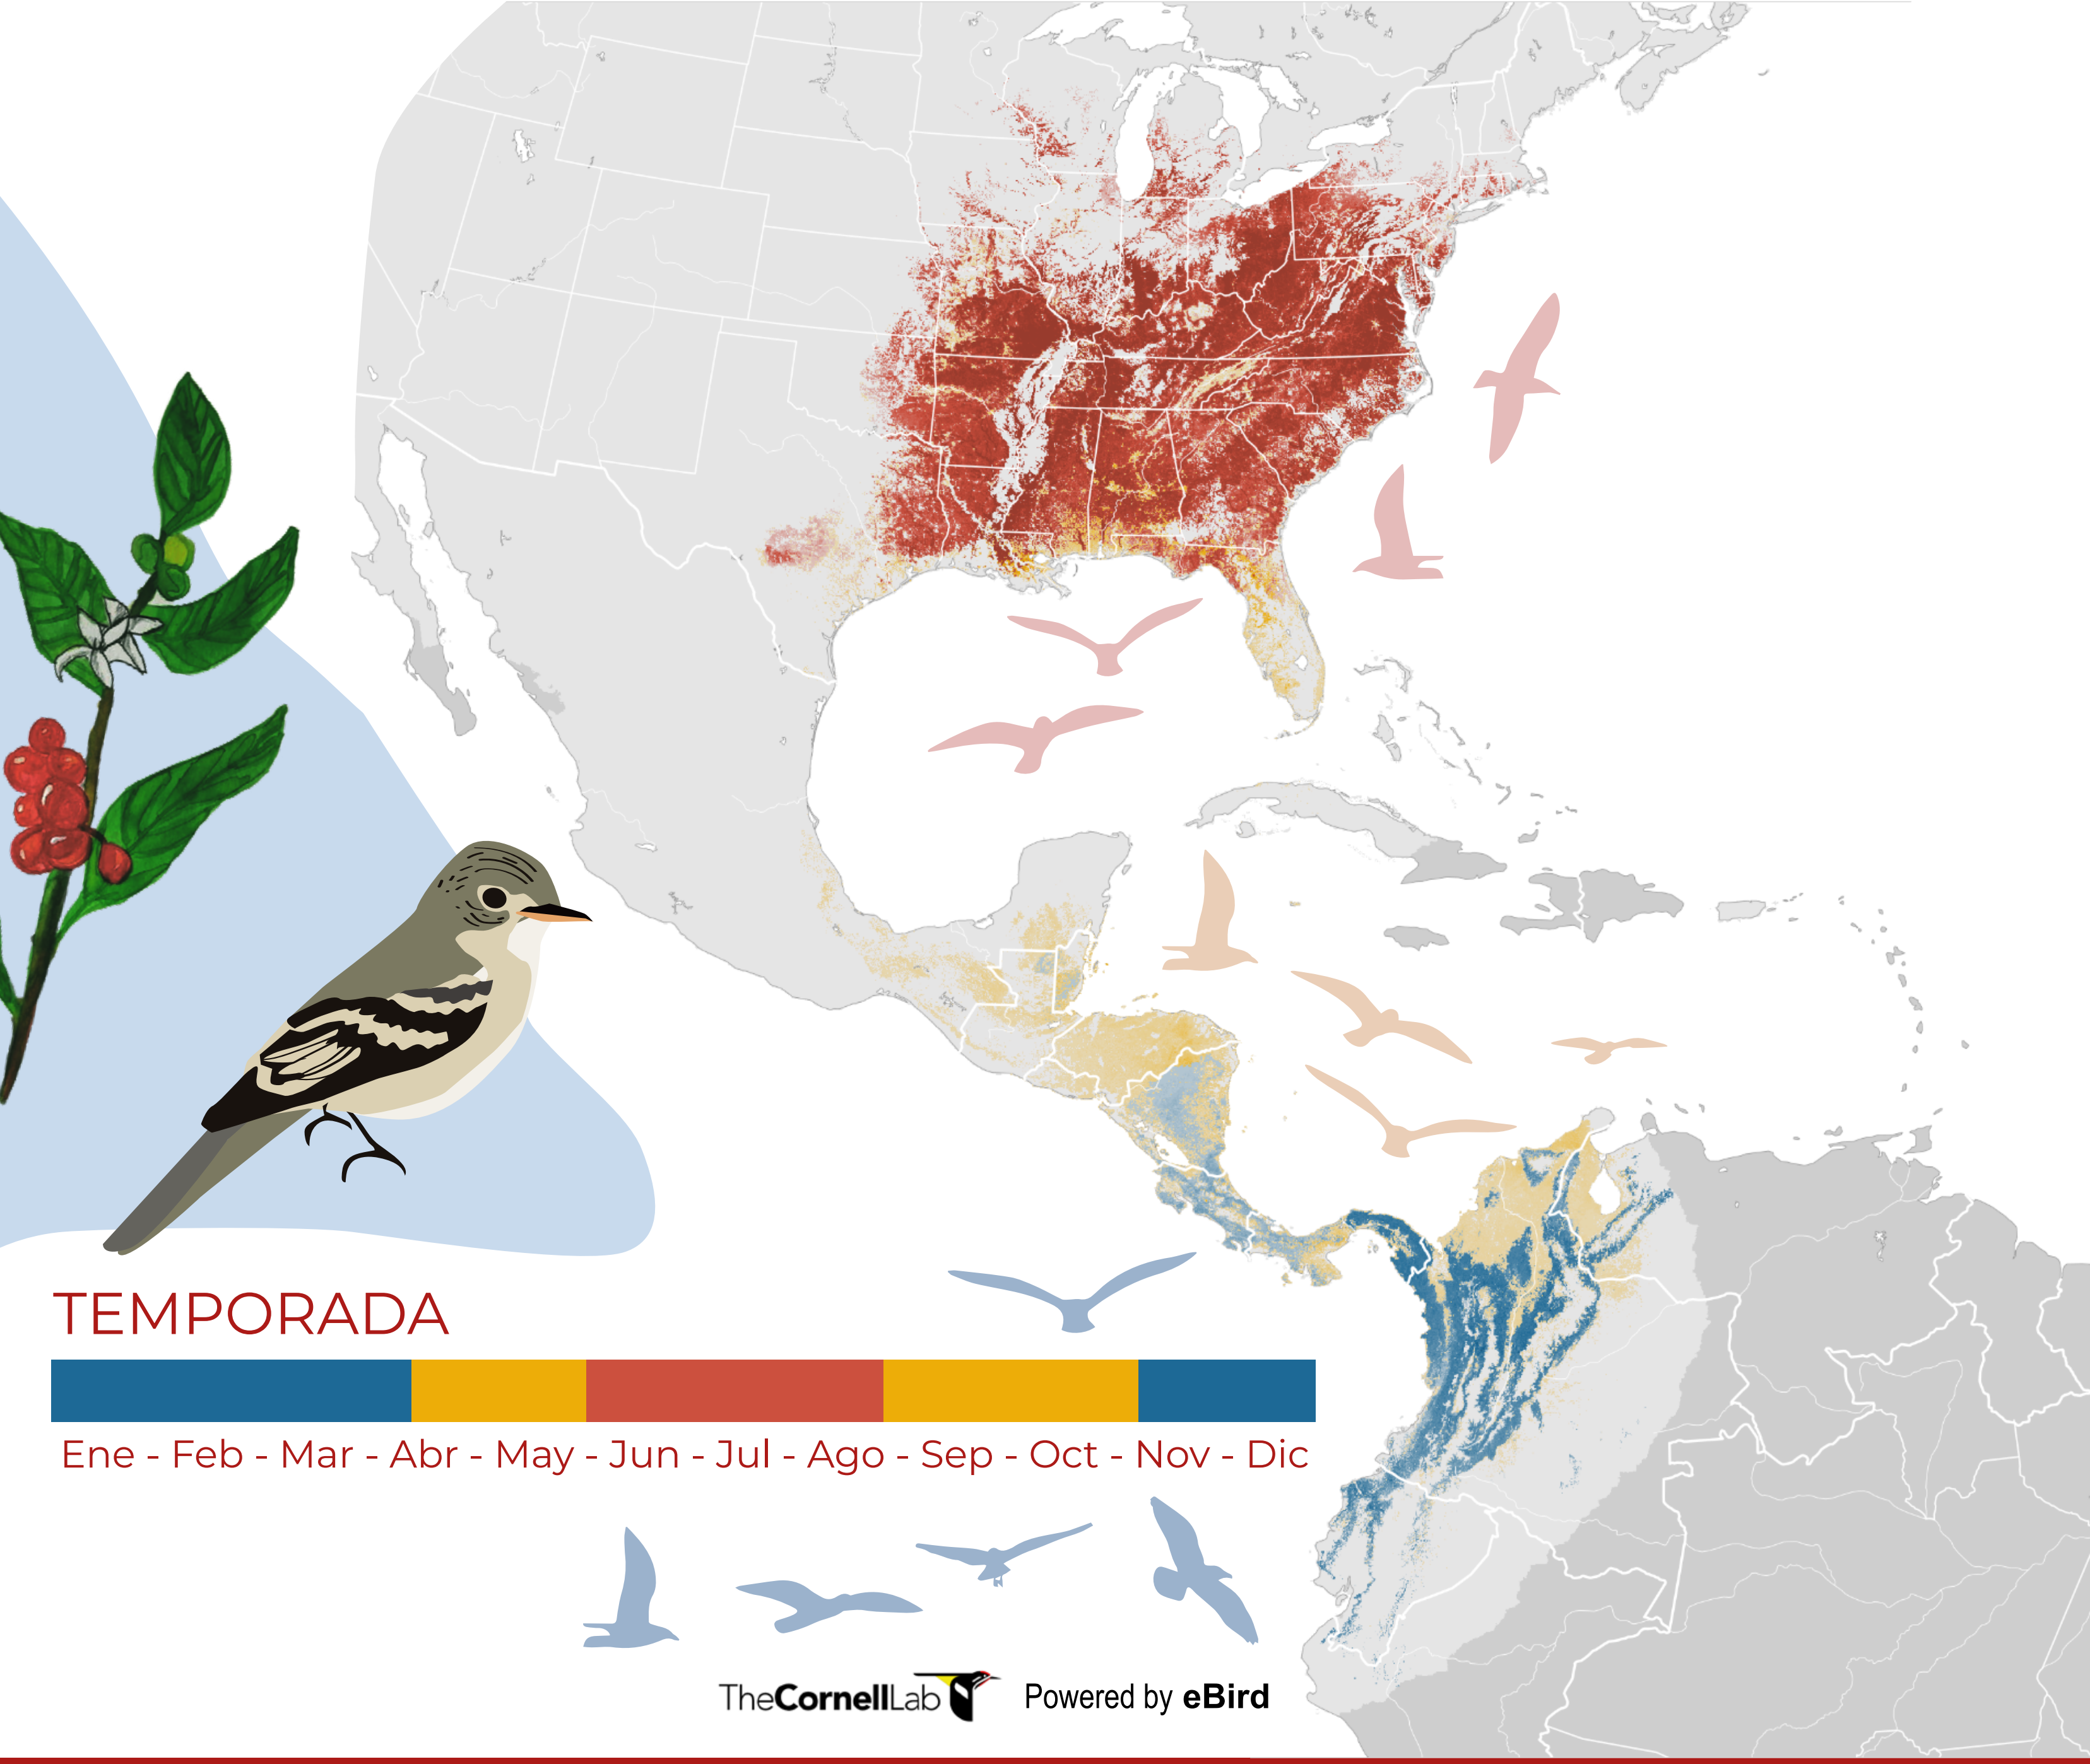 TEMPORADA
Ene - Feb - Mar - Abr - May - Jun - Jul - Ago - Sep - Oct - Nov - Dic
TheCornellLab Powered by eBird